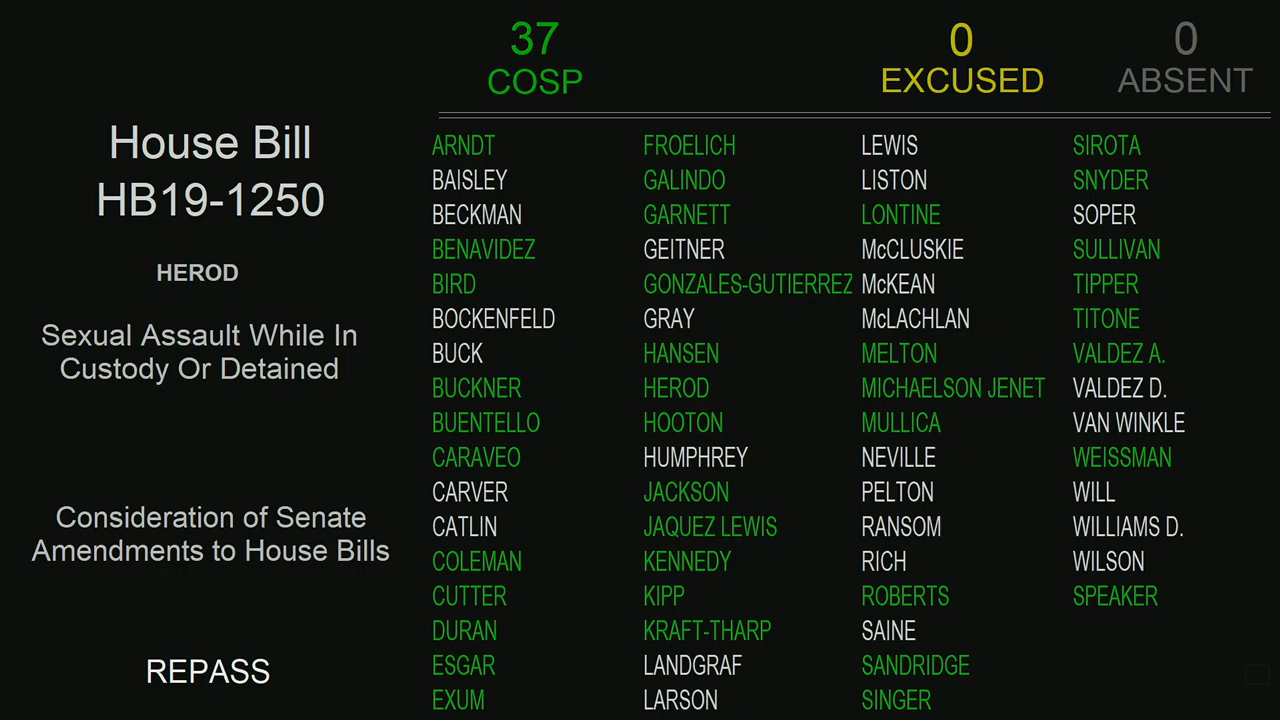 37
COSP
0
EXCUSED
0
ABSENT
House Bill
HB19-1250
HEROD
Sexual Assault While In
Custody Or Detained
Consideration of Senate
Amendments to House Bills
REPASS
ARNDT
BAISLEY
BECKMAN
BENAVIDEZ
BIRD
BOCKENFELD
BUCK
BUCKNER
BUENTELLO
CARAVEO
CARVER
CATLIN
COLEMAN
CUTTER
DURAN
ESGAR
EXUM
FROELICH
GALINDO
GARNETT
GEITNER
GONZALES-GUTIERREZ
GRAY
HANSEN
HEROD
HOOTON
HUMPHREY
JACKSON
JAQUEZ LEWIS
KENNEDY
KIPP
KRAFT-THARP
LANDGRAF
LARSON
LEWIS
LISTON
LONTINE
McCLUSKIE
McKEAN
McLACHLAN
MELTON
MICHAELSON JENET
MULLICA
NEVILLE
PELTON
RANSOM
RICH
ROBERTS
SAINE
SANDRIDGE
SINGER
SIROTA
SNYDER
SOPER
SULLIVAN
TIPPER
TITONE
VALDEZ A.
VALDEZ D.
VAN WINKLE
WEISSMAN
WILL
WILLIAMS D.
WILSON
SPEAKER